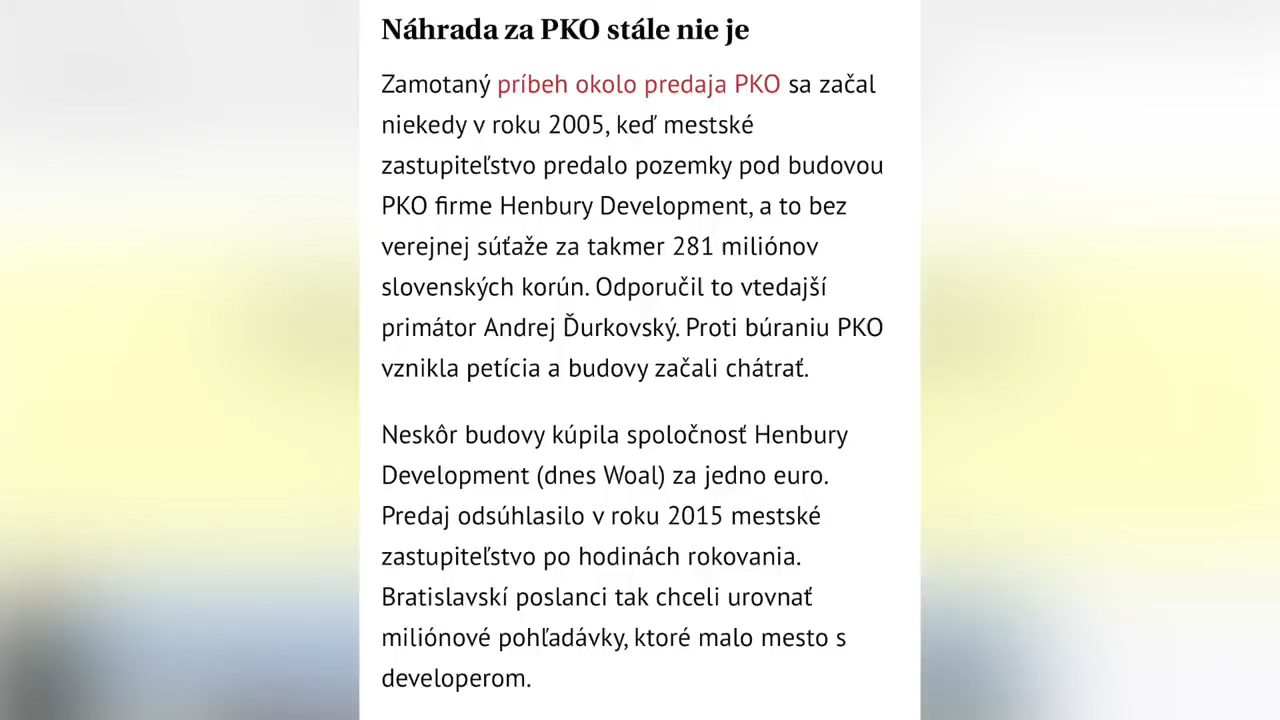 Náhrada za PKO stále nie je
Zamotaný príbeh okolo predaja PKO sa začal
niekedy v roku 2005, keď mestské
zastupiteľstvo predalo pozemky pod budovou
PKO firme Henbury Development, a to bez
verejnej súťaže za takmer 281 miliónov
slovenských korún. Odporučil to vtedajší
primátor Andrej Ďurkovský. Proti búraniu PKO
vznikla petícia a budovy začali chátrať.
Neskôr budovy kúpila spoločnosť Henbury
Development (dnes Woal) za jedno euro.
Predaj odsúhlasilo v roku 2015 mestské
zastupiteľstvo po hodinách rokovania.
Bratislavskí poslanci tak chceli urovnať
miliónové pohľadávky, ktoré malo mesto s
developerom.